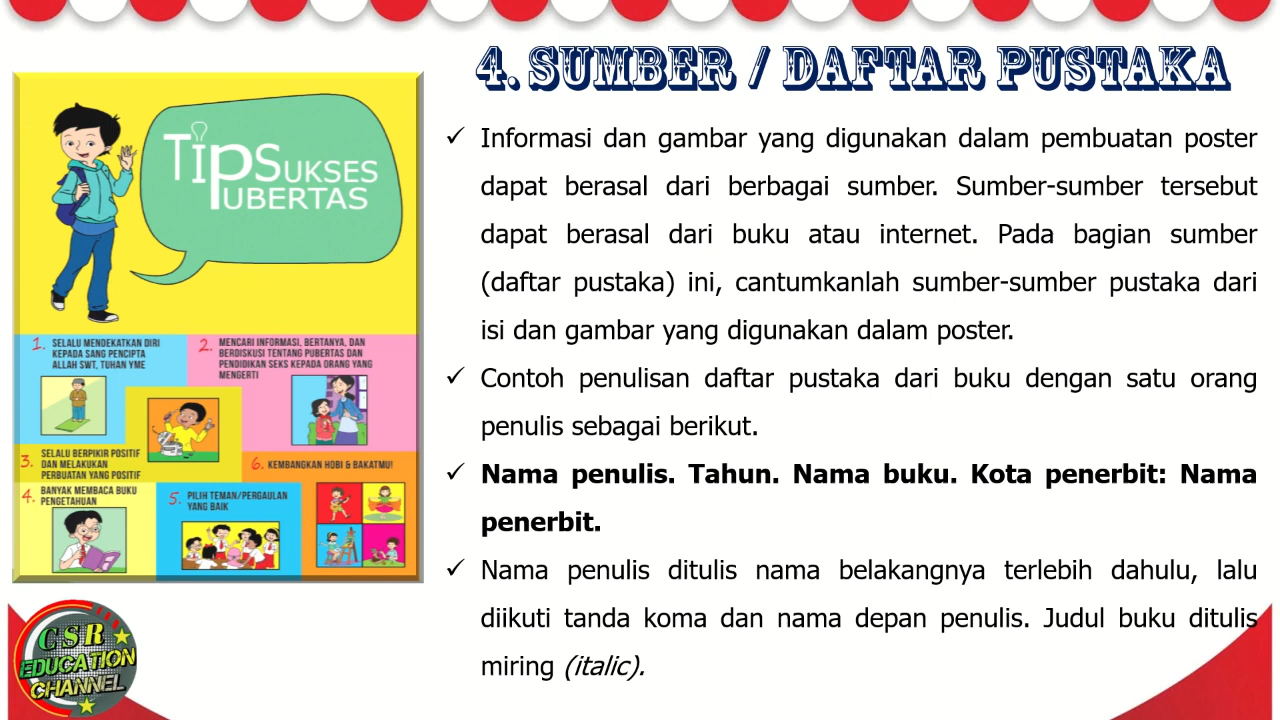 4. SUMBER / DAFTAR PUSTAKA
TIPSUKSES
PUBERTAS
1. SELALU MENDEKATKAN DIRI
KEPADA SANG PENCIPTA
ALLAH SWT, TUHAN YME
2. MENCARI INFORMASI, BERTANYA, DAN
BERDISKUSI TENTANG PUBERTAS DAN
PENDIDIKAN SEKS KEPADA ORANG YANG
MENGERTI
3. SELALU BERPIKIR POSITIF
DAN MELAKUKAN
PERBUATAN YANG POSITIF
4. BANYAK MEMBACA BUKU
PENGETAHUAN
5. PILIH TEMAN/PERGAULAN
YANG BAIK
6. KEMBANGKAN HOBI & BAKATMU!
✓ Informasi dan gambar yang digunakan dalam pembuatan poster
dapat berasal dari berbagai sumber. Sumber-sumber tersebut
dapat berasal dari buku atau internet. Pada bagian sumber
(daftar pustaka) ini, cantumkanlah sumber-sumber pustaka dari
isi dan gambar yang digunakan dalam poster.
✓ Contoh penulisan daftar pustaka dari buku dengan satu orang
penulis sebagai berikut.
✓ Nama penulis. Tahun. Nama buku. Kota penerbit: Nama
penerbit.
✓ Nama penulis ditulis nama belakangnya terlebih dahulu, lalu
diikuti tanda koma dan nama depan penulis. Judul buku ditulis
miring (italic).
CSR
EDUCATION
CHANNEL